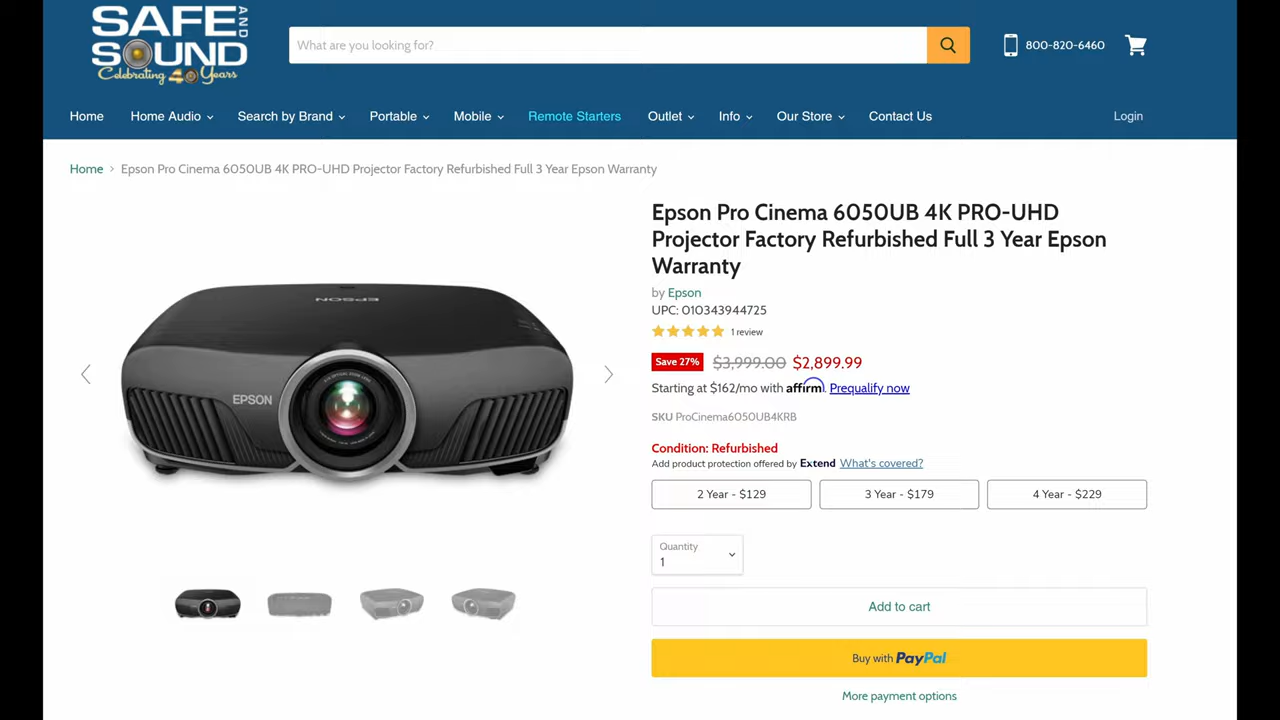 SAFE AND
SOUND
Celebrating 40 Years
What are you looking for?
800-820-6460
Home
Home Audio
Search by Brand
Portable
Mobile
Remote Starters
Outlet
Info
Our Store
Contact Us
Login
Home > Epson Pro Cinema 6050UB 4K PRO-UHD Projector Factory Refurbished Full 3 Year Epson Warranty
EPSON
EPSON
Epson Pro Cinema 6050UB 4K PRO-UHD
Projector Factory Refurbished Full 3 Year Epson
Warranty
by Epson
UPC: 010343944725
1 review
Save 27% $3,999.00 $2,899.99
Starting at $162/mo with affirm. Prequalify now
SKU ProCinema6050UB4KRB
Condition: Refurbished
Add product protection offered by Extend What's covered?
2 Year - $129
3 Year - $179
4 Year - $229
Quantity
1
Add to cart
Buy with PayPal
More payment options